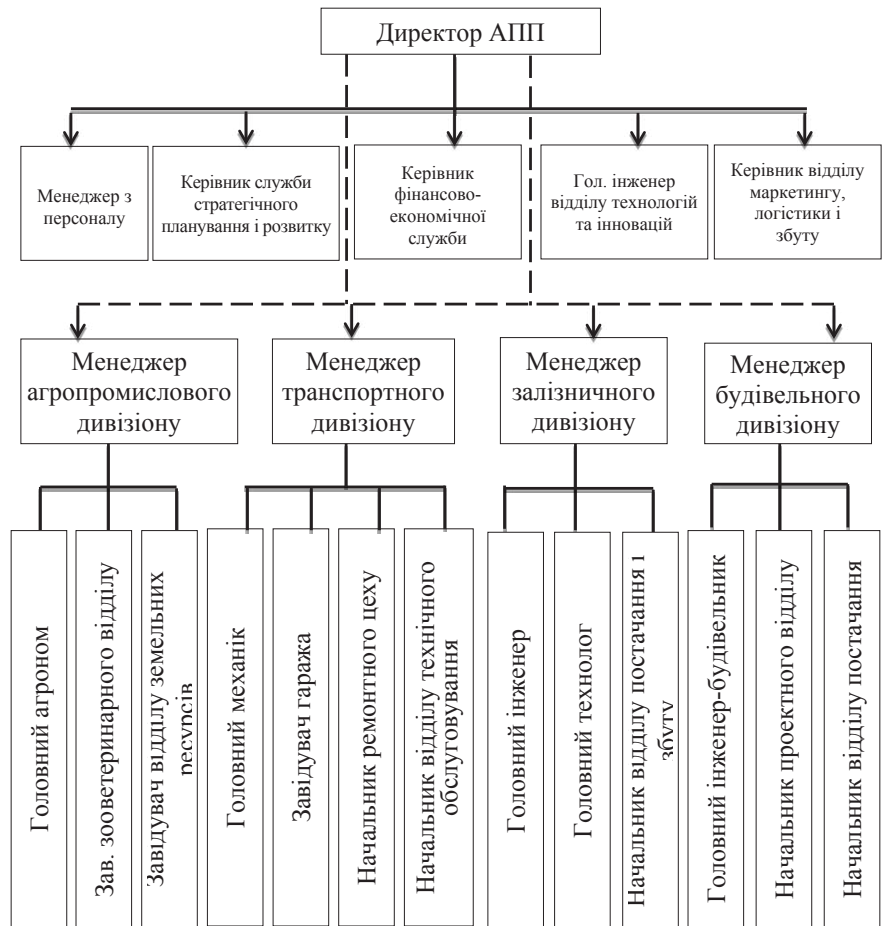 Директор АПП
Менеджер з
персоналу
Керівник служби
стратегічного
планування і розвитку
Керівник
фінансово-
економічної
служби
Гол. інженер
відділу технологій
та інновацій
Керівник відділу
маркетингу,
логістики і
збуту
Менеджер
агропромислового
дивізіону
Менеджер
транспортного
дивізіону
Менеджер
залізничного
дивізіону
Менеджер
будівельного
дивізіону
Головний агроном
Зав. зооветеринарного відділу
Завідувач відділу земельних
ресурсів
Головний механік
Завідувач гаража
Начальник ремонтного цеху
Начальник відділу технічного
обслуговування
Головний інженер
Головний технолог
Начальник відділу постачання і
збуту
Головний інженер-будівельник
Начальник проектного відділу
Начальник відділу постачання